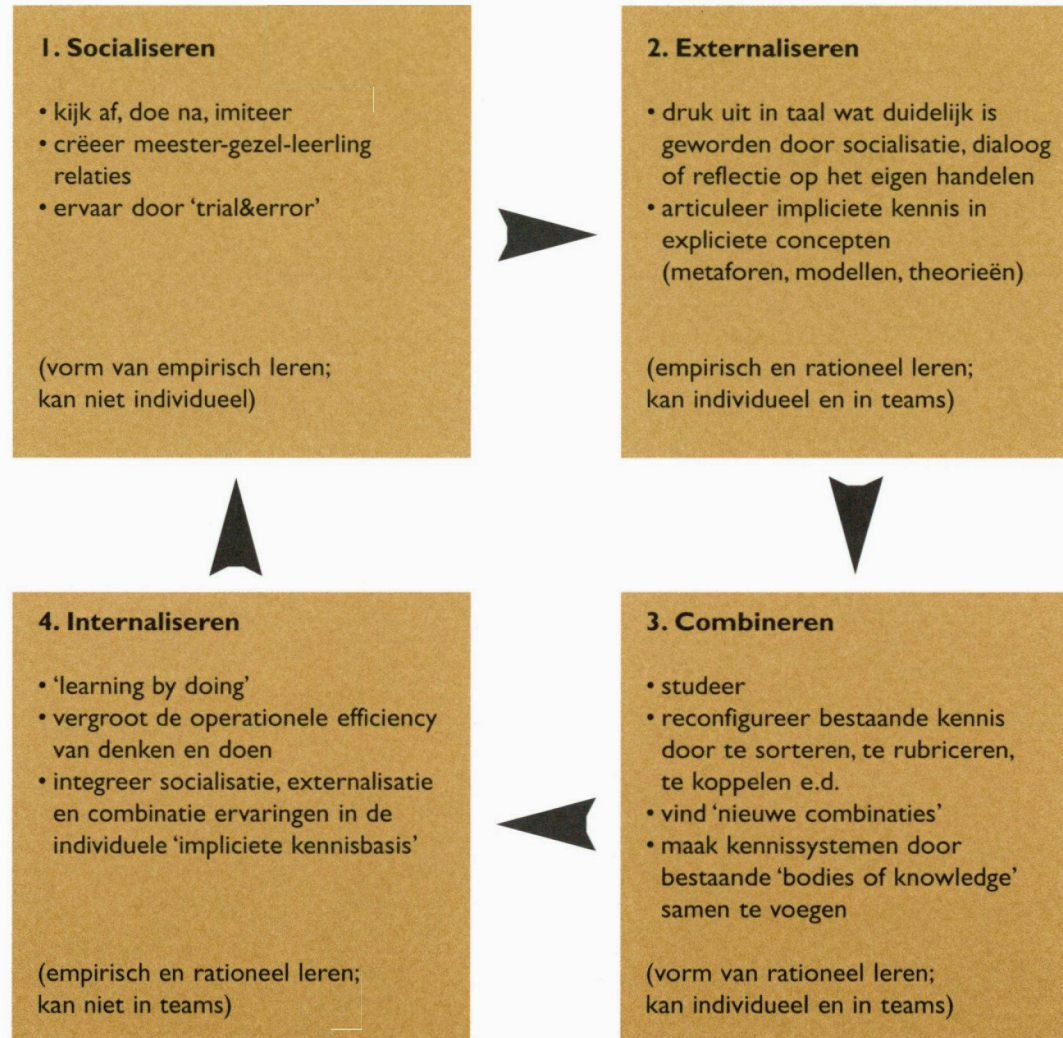 1. Socialiseren
• kijk af, doe na, imiteer
• crëeer meester-gezel-leerling
relaties
• ervaar door ‘trial&error’
(vorm van empirisch leren;
kan niet individueel)
2. Externaliseren
• druk uit in taal wat duidelijk is
geworden door socialisatie, dialoog
of reflectie op het eigen handelen
• articuleer impliciete kennis in
expliciete concepten
(metaforen, modellen, theorieën)
(empirisch en rationeel leren;
kan individueel en in teams)
3. Combineren
• studeer
• reconfigureer bestaande kennis
door te sorteren, te rubriceren,
te koppelen e.d.
• vind ‘nieuwe combinaties’
• maak kennissystemen door
bestaande ‘bodies of knowledge’
samen te voegen
(vorm van rationeel leren;
kan individueel en in teams)
4. Internaliseren
• ‘learning by doing’
• vergroot de operationele efficiency
van denken en doen
• integreer socialisatie, externalisatie
en combinatie ervaringen in de
individuele ‘impliciete kennisbasis’
(empirisch en rationeel leren;
kan niet in teams)